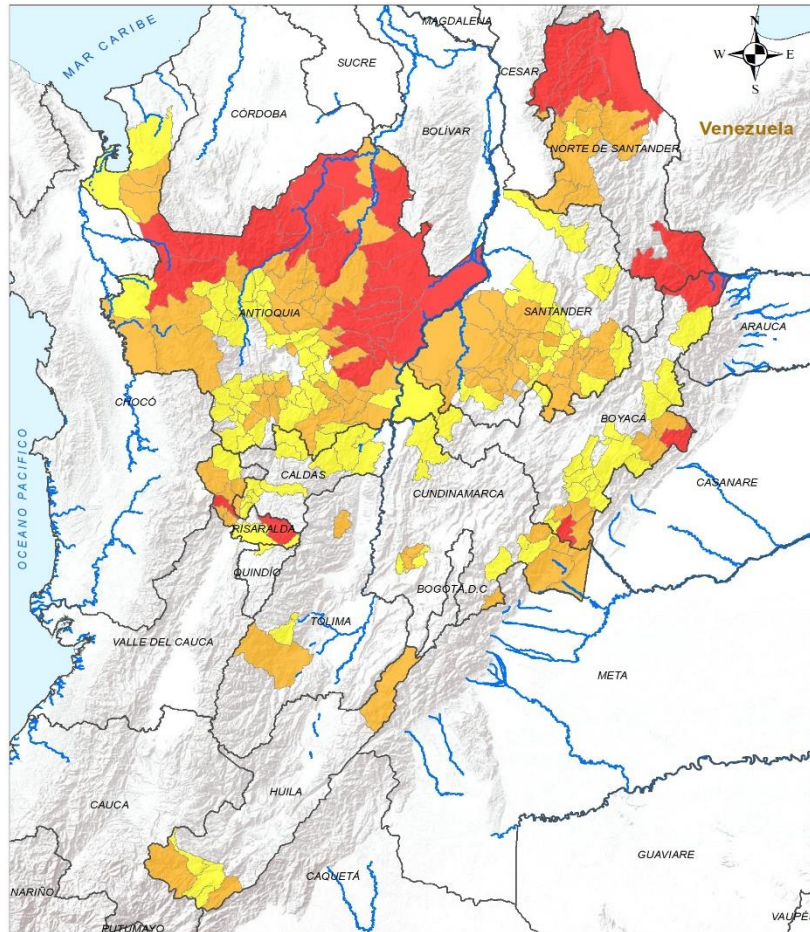 MAGDALENA
MAR CARIBE
SUCRE
CESAR
N
W E
S
CÓRDOBA
BOLÍVAR
Venezuela
NORTE DE SANTANDER
ANTIOQUIA
SANTANDER
ARAUCA
CHOCÓ
BOYACÁ
OCEANO PACIFICO
CALDAS
CUNDINAMARCA
CASANARE
RISARALDA
QUINDÍO
BOGOTÁ,D.C
TOLIMA
VALLE DEL CAUCA
META
HUILA
CAUCA
GUAVIARE
CAQUETÁ
NARIÑO
PUTUMAYO
VAUPÉS